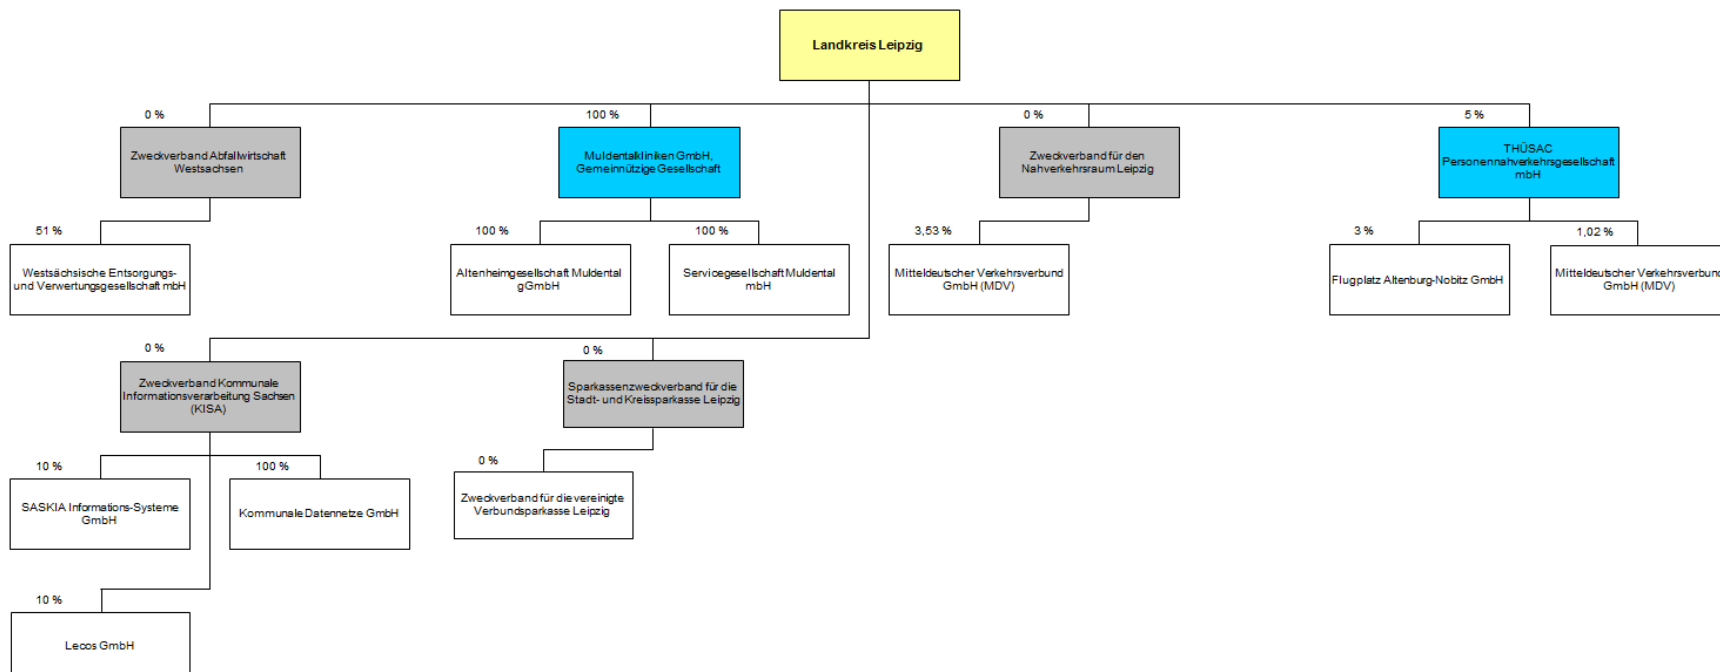 Landkreis Leipzig
0 %
100 %
0 %
5 %
Zweckverband Abfallwirtschaft
Westsachsen
Muldentalkliniken GmbH,
Gemeinnützige Gesellschaft
Zweckverband für den
Nahverkehrsraum Leipzig
THÜSAC
Personennahverkehrsgesellschaft
mbH
51 %
100 %
100 %
3,53 %
3 %
1,02 %
Westsächsische Entsorgungs-
und Verwertungsgesellschaft mbH
Altenheimgesellschaft Muldental
gGmbH
Servicegesellschaft Muldental
mbH
Mitteldeutscher Verkehrsverbund
GmbH (MDV)
Flugplatz Altenburg-Nobitz GmbH
Mitteldeutscher Verkehrsverbund
GmbH (MDV)
0 %
0 %
Zweckverband Kommunale
Informationsverarbeitung Sachsen
(KISA)
Sparkassenzweckverband für die
Stadt- und Kreissparkasse Leipzig
10 %
100 %
0 %
SASKIA Informations-Systeme
GmbH
Kommunale Datennetze GmbH
Zweckverband für die vereinigte
Verbundsparkasse Leipzig
10 %
Lecos GmbH